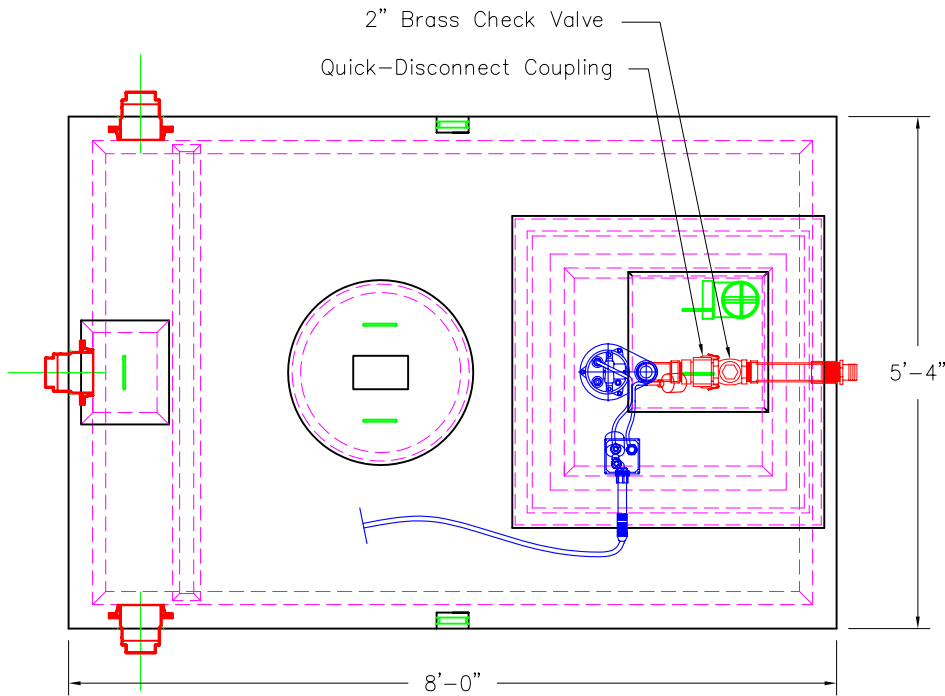 2” Brass Check Valve
Quick–Disconnect Coupling
5’–4”
8’–0”